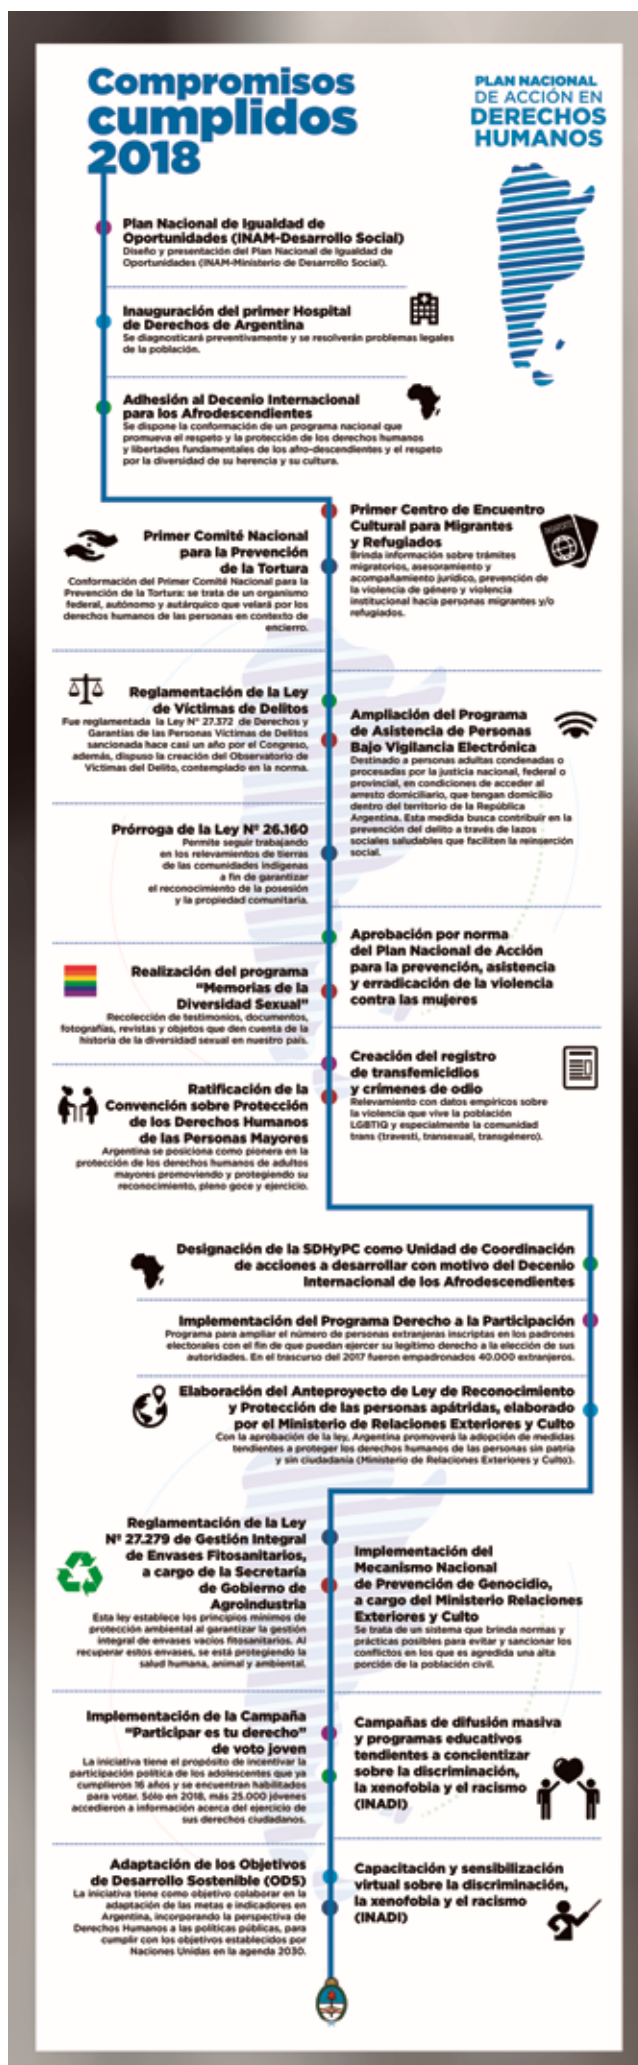 Compromisos
cumplidos
2018
PLAN NACIONAL
DE ACCIÓN EN
DERECHOS
HUMANOS
Plan Nacional de Igualdad de
Oportunidades (INAM-Desarrollo Social)
Diseño y presentación del Plan Nacional de Igualdad de
Oportunidades (INAM-Ministerio de Desarrollo Social).
Inauguración del primer Hospital
de Derechos de Argentina
Se diagnosticará preventivamente y se resolverán problemas legales
de la población.
Adhesión al Decenio Internacional
para los Afrodescendientes
Se dispone la conformación de un programa nacional que
promueva el respeto y la protección de los derechos humanos
y libertades fundamentales de los afro-descendientes y el respeto
por la diversidad de su herencia y su cultura.
Primer Centro de Encuentro
Cultural para Migrantes
y Refugiados
Brinda información sobre trámites
migratorios, asesoramiento y
acompañamiento jurídico, prevención de
la violencia de género y violencia
institucional hacia personas migrantes y/o
refugiados.
PASAPORTE
Primer Comité Nacional
para la Prevención
de la Tortura
Conformación del Primer Comité Nacional para la
Prevención de la Tortura: se trata de un organismo
federal, autónomo y autárquico que velará por los
derechos humanos de las personas en contexto de
encierro.
Reglamentación de la Ley
de Víctimas de Delitos
Fue reglamentada la Ley N° 27.372 de Derechos y
Garantías de las Personas Víctimas de Delitos
sancionada hace casi un año por el Congreso,
además, dispuso la creación del Observatorio de
Víctimas del Delito, contemplado en la norma.
Ampliación del Programa
de Asistencia de Personas
Bajo Vigilancia Electrónica
Destinado a personas adultas condenadas o
procesadas por la justicia nacional, federal o
provincial, en condiciones de acceder al
arresto domiciliario, que tengan domicilio
dentro del territorio de la República
Argentina. Esta medida busca contribuir en la
prevención del delito a través de lazos
sociales saludables que faciliten la reinserción
social.
Prórroga de la Ley Nº 26.160
Permite seguir trabajando
en los relevamientos de tierras
de las comunidades indígenas
a fin de garantizar
el reconocimiento de la posesión
y la propiedad comunitaria.
Aprobación por norma
del Plan Nacional de Acción
para la prevención, asistencia
y erradicación de la violencia
contra las mujeres
Realización del programa
“Memorias de la
Diversidad Sexual”
Recolección de testimonios, documentos,
fotografías, revistas y objetos que den cuenta de la
historia de la diversidad sexual en nuestro país.
Creación del registro
de transfemicidios
y crímenes de odio
Relevamiento con datos empíricos sobre
la violencia que vive la población
LGBTIQ y especialmente la comunidad
trans (travesti, transexual, transgénero).
Ratificación de la
Convención sobre Protección
de los Derechos Humanos
de las Personas Mayores
Argentina se posiciona como pionera en la
protección de los derechos humanos de adultos
mayores promoviendo y protegiendo su
reconocimiento, pleno goce y ejercicio.
Designación de la SDHyPC como Unidad de Coordinación
de acciones a desarrollar con motivo del Decenio
Internacional de los Afrodescendientes
Implementación del Programa Derecho a la Participación
Programa para ampliar el número de personas extranjeras inscriptas en los padrones
electorales con el fin de que puedan ejercer su legítimo derecho a la elección de sus
autoridades. En el trascurso del 2017 fueron empadronados 40.000 extranjeros.
Elaboración del Anteproyecto de Ley de Reconocimiento
y Protección de las personas apátridas, elaborado
por el Ministerio de Relaciones Exteriores y Culto
Con la aprobación de la ley, Argentina promoverá la adopción de medidas
tendientes a proteger los derechos humanos de las personas sin patria
y sin ciudadanía (Ministerio de Relaciones Exteriores y Culto).
Reglamentación de la Ley
Nº 27.279 de Gestión Integral
de Envases Fitosanitarios,
a cargo de la Secretaría
de Gobierno de
Agroindustria
Esta ley establece los principios mínimos de
protección ambiental al garantizar la gestión
integral de envases vacíos fitosanitarios. Al
recuperar estos envases, se está protegiendo la
salud humana, animal y ambiental.
Implementación del
Mecanismo Nacional
de Prevención de Genocidio,
a cargo del Ministerio Relaciones
Exteriores y Culto
Se trata de un sistema que brinda normas y
prácticas posibles para evitar y sancionar los
conflictos en los que es agredida una alta
porción de la población civil.
Implementación de la Campaña
“Participar es tu derecho”
de voto joven
La iniciativa tiene el propósito de incentivar la
participación política de los adolescentes que ya
cumplieron 16 años y se encuentran habilitados
para votar. Sólo en 2018, más 25.000 jóvenes
accedieron a información acerca del ejercicio de
sus derechos ciudadanos.
Campañas de difusión masiva
y programas educativos
tendientes a concientizar
sobre la discriminación,
la xenofobia y el racismo
(INADI)
Adaptación de los Objetivos
de Desarrollo Sostenible (ODS)
La iniciativa tiene como objetivo colaborar en la
adaptación de las metas e indicadores en
Argentina, incorporando la perspectiva de
Derechos Humanos a las políticas públicas, para
cumplir con los objetivos establecidos por
Naciones Unidas en la agenda 2030.
Capacitación y sensibilización
virtual sobre la discriminación,
la xenofobia y el racismo
(INADI)